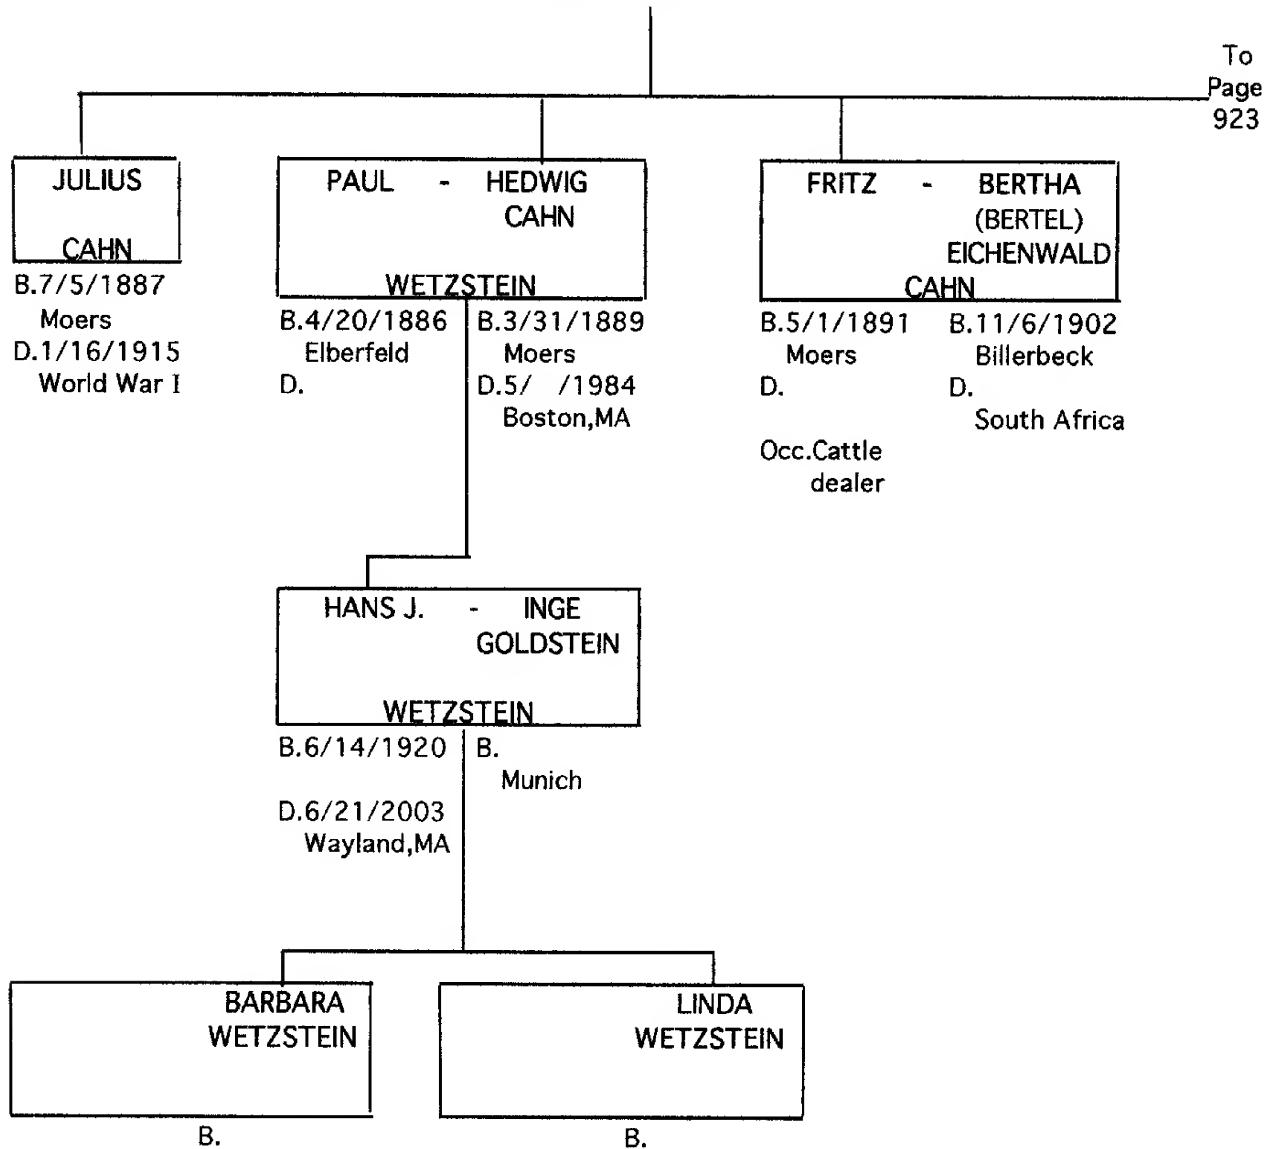 To
Page
923
JULIUS
CAHN
B.7/5/1887
Moers
D.1/16/1915
World War I
PAUL - HEDWIG
CAHN
WETZSTEIN
B.4/20/1886
Elberfeld
D.
B.3/31/1889
Moers
D.5/ /1984
Boston,MA
FRITZ - BERTHA
(BERTEL)
EICHENWALD
CAHN
B.5/1/1891
Moers
D.
Occ.Cattle
dealer
B.11/6/1902
Billerbeck
D.
South Africa
HANS J. - INGE
GOLDSTEIN
WETZSTEIN
B.6/14/1920
D.6/21/2003
Wayland,MA
B.
Munich
BARBARA
WETZSTEIN
B.
LINDA
WETZSTEIN
B.